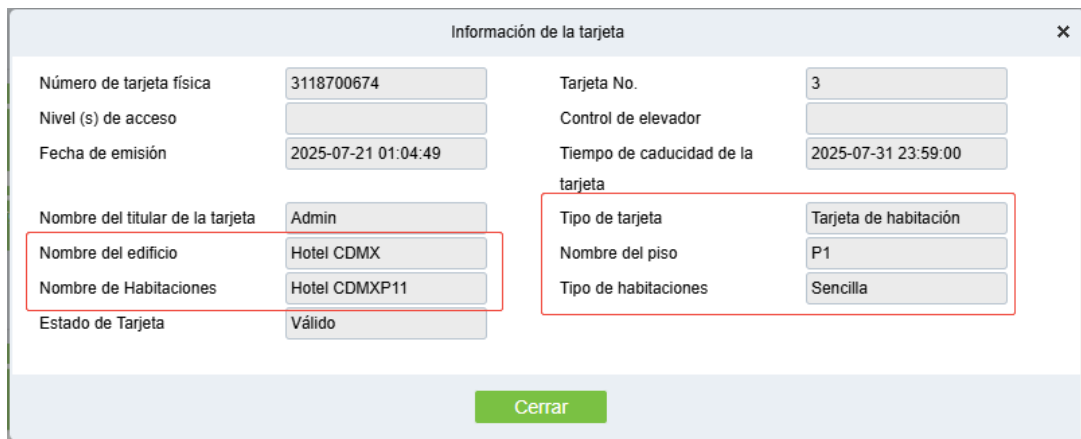 Información de la tarjeta
×
Número de tarjeta física 3118700674 Tarjeta No. 3
Nivel (s) de acceso Control de elevador
Fecha de emisión 2025-07-21 01:04:49 Tiempo de caducidad de la 2025-07-31 23:59:00
tarjeta
Nombre del titular de la tarjeta Admin Tipo de tarjeta Tarjeta de habitación
Nombre del edificio Hotel CDMX Nombre del piso P1
Nombre de Habitaciones Hotel CDMXP11 Tipo de habitaciones Sencilla
Estado de Tarjeta Válido
Cerrar